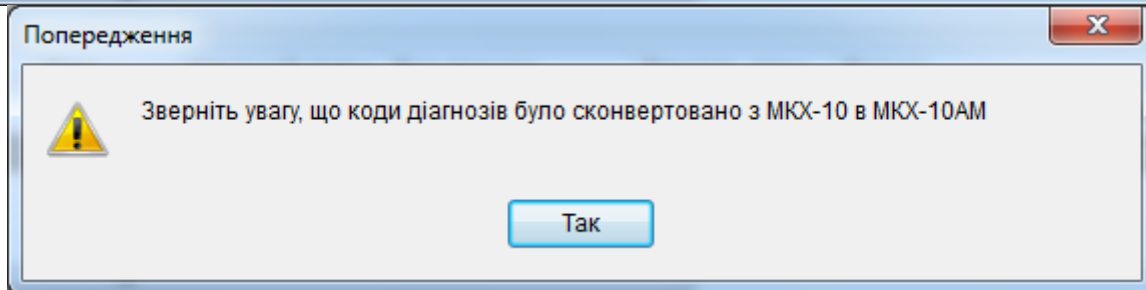 Попередження
Зверніть увагу, що коди діагнозів було сконвертовано з МКХ-10 в МКХ-10АМ
Так